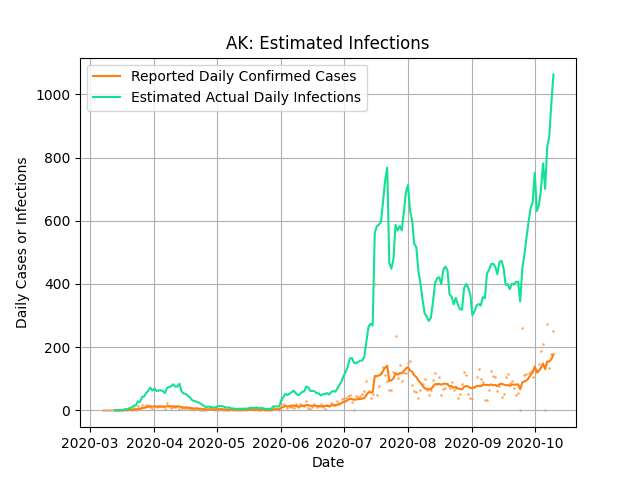 AK: Estimated Infections
Reported Daily Confirmed Cases
Estimated Actual Daily Infections
Daily Cases or Infections
1000
800
600
400
200
0
2020-03 2020-04 2020-05 2020-06 2020-07 2020-08 2020-09 2020-10
Date